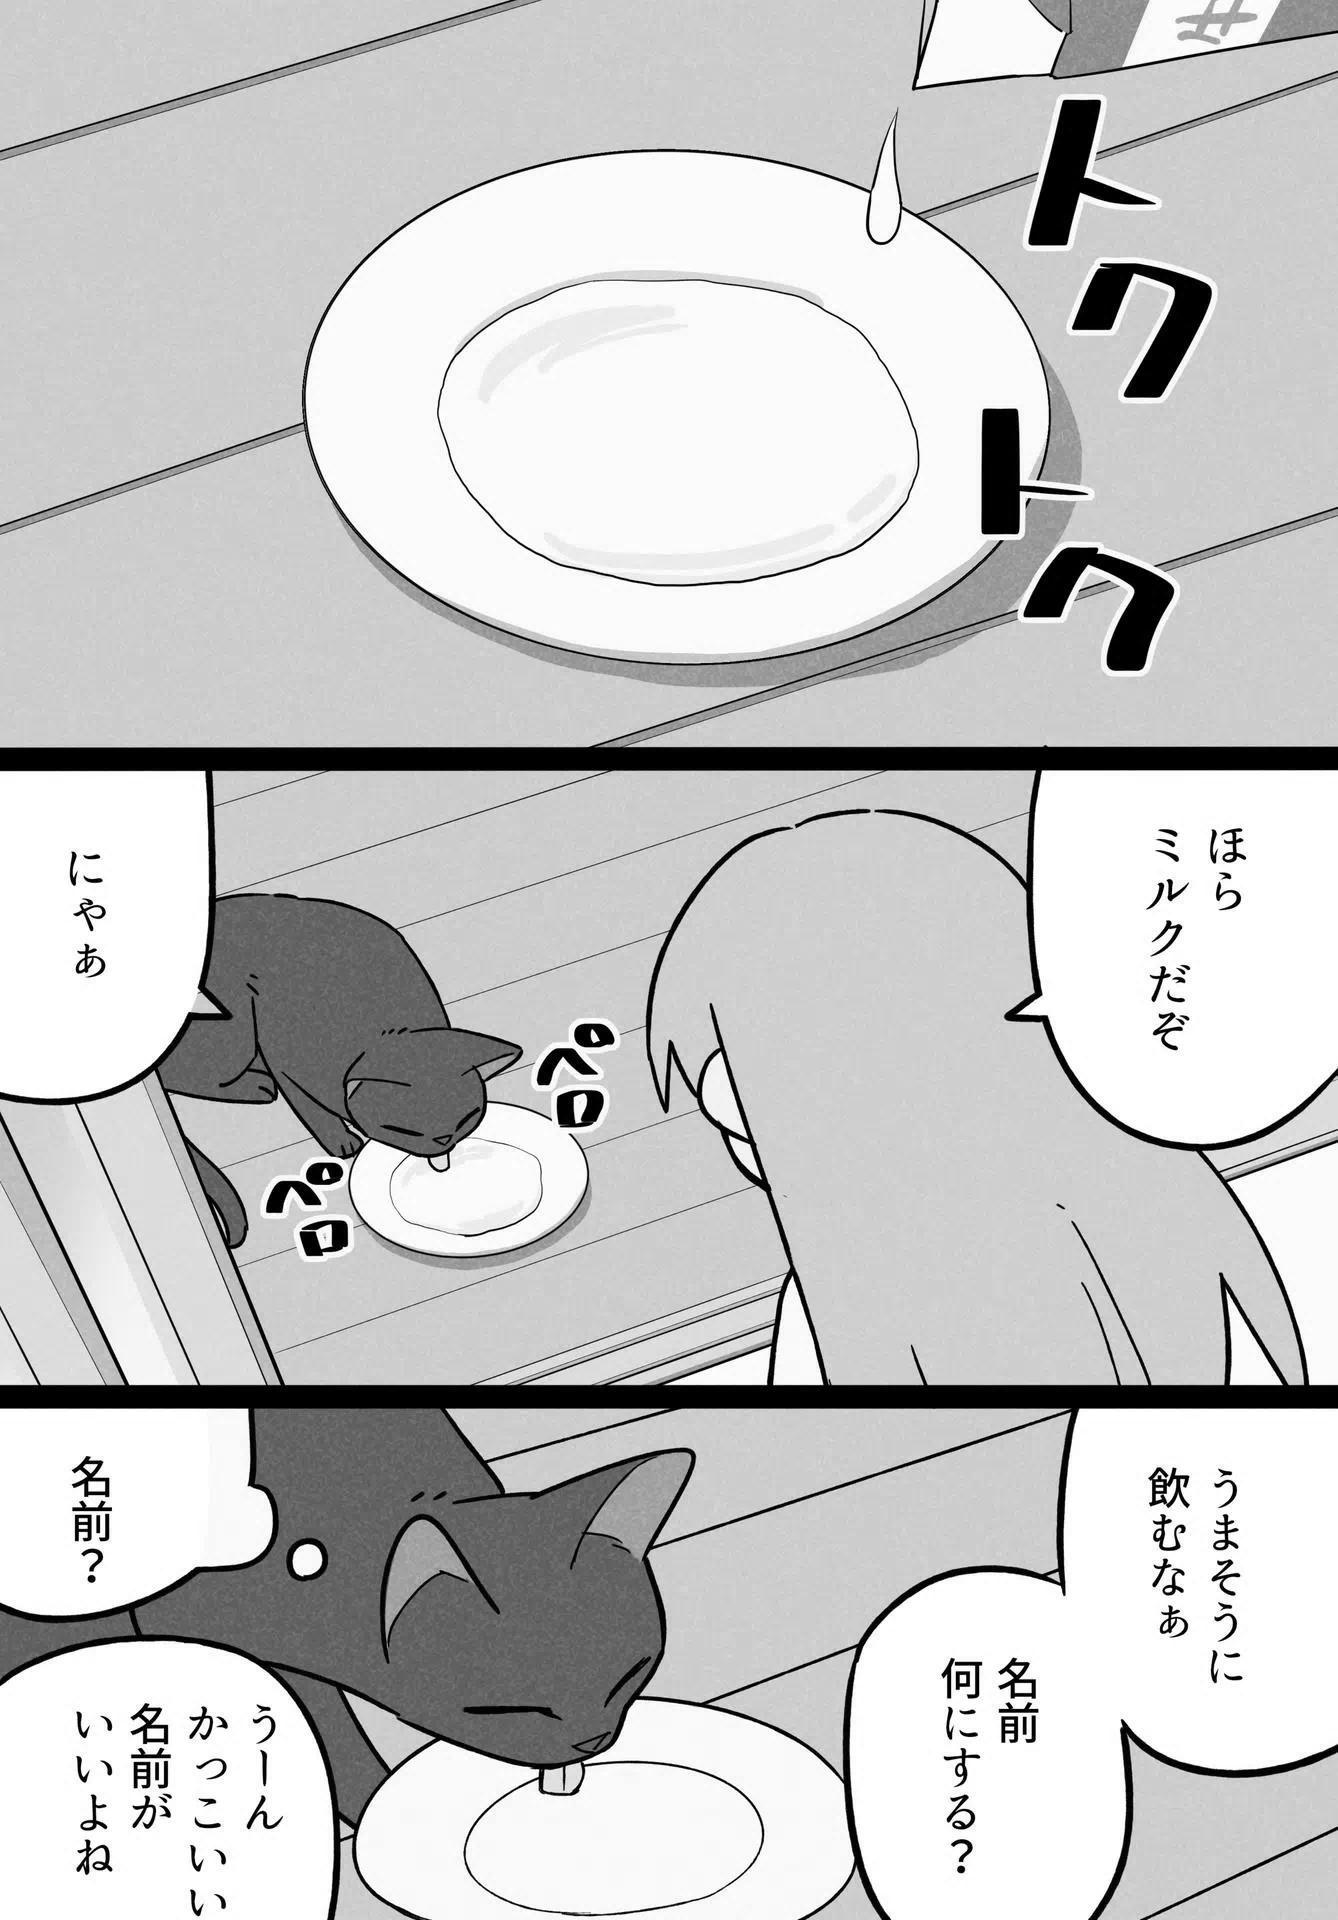 トクトク
ほら
ミルクだぞ
ペロ
ペロ
にゃぁ
うまそうに
飲むなぁ
名前
何にする?
名前?
うーん
かっこいい
名前が
いいよね